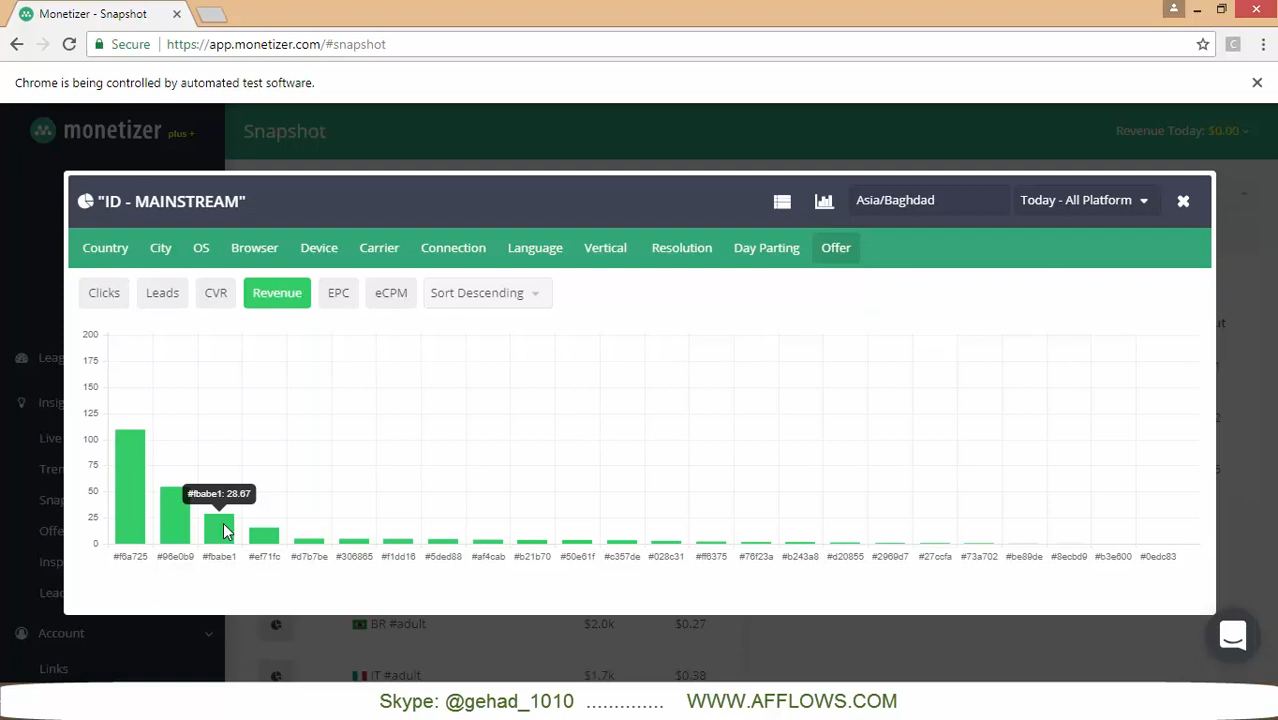 Monetizer - Snapshot
Secure https://app.monetizer.com/#snapshot
C
Chrome is being controlled by automated test software.
monetizer plus +
Snapshot
Revenue Today: $0.00
"ID - MAINSTREAM"
Asia/Baghdad
Today - All Platform
Country City OS Browser Device Carrier Connection Language Vertical Resolution Day Parting Offer
Clicks Leads CVR Revenue EPC eCPM Sort Descending
200
175
150
125
100
75
50
25
0
#fbabe1: 28.67
#f6a725 #96e0b9 #fbabe1 #ef71fc #d7b7be #306865 #f1dd16 #5ded88 #af4cab #b21b70 #50e61f #c357de #028c31 #ff6375 #76f23a #b243a8 #d20855 #2969d7 #27ccfa #73a702 #be89de #8ecbd9 #b3e600 #0edc83
Account
Links
BR #adult $2.0k $0.27
IT #adult $1.7k $0.38
Skype: @gehad_1010 .............. WWW.AFFLOWS.COM